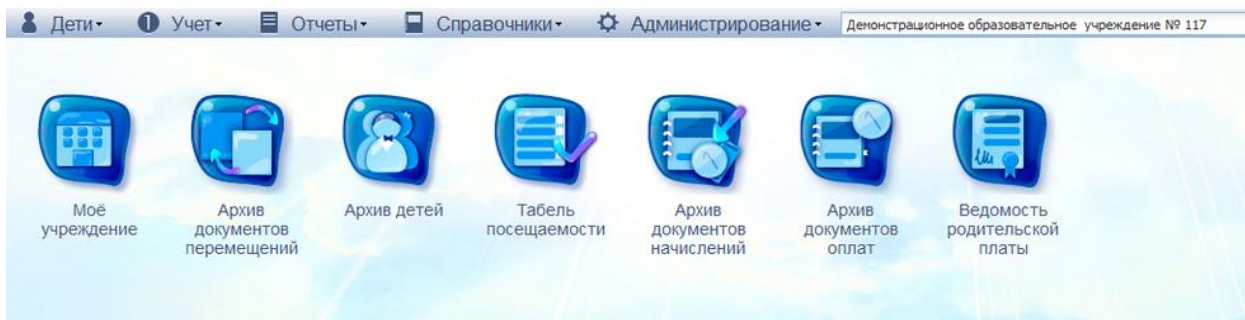 Дети Учет Отчеты Справочники Администрирование Демонстрационное образовательное учреждение № 117
Моё
учреждение
Архив
документов
перемещений
Архив детей
Табель
посещаемости
Архив
документов
начислений
Архив
документов
оплат
Ведомость
родительской
платы